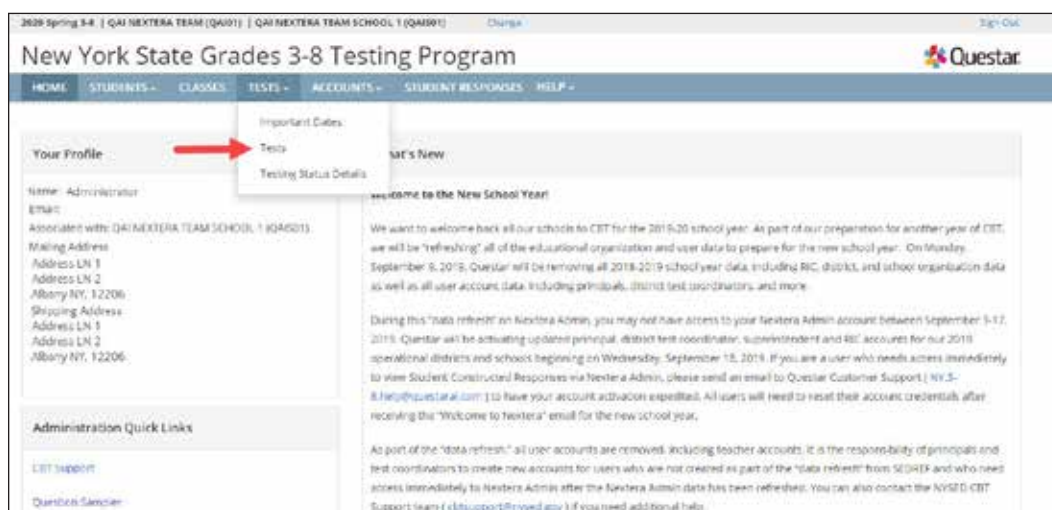 2020 Spring 3-8 | QAI NEXTERA TEAM (QAI01) | QAI NEXTERA TEAM SCHOOL 1 (QAIS01) Change Sign Out
New York State Grades 3-8 Testing Program
Questar
HOME STUDENTS CLASSES TESTS ACCOUNTS STUDENT RESPONSES HELP
Important Dates
Tests
Testing Status Details
Your Profile
Name: Administrator
Email:
Associated with: QAI NEXTERA TEAM SCHOOL 1 (QAIS01)
Mailing Address
Address LN 1
Address LN 2
Albany NY, 12206
Shipping Address
Address LN 1
Address LN 2
Albany NY, 12206
Administration Quick Links
CBT Support
Question Sampler
at's New
Welcome to the New School Year!
We want to welcome back all our schools to CBT for the 2019-20 school year. As part of our preparation for another year of CBT,
we will be "refreshing" all of the educational organization and user data to prepare for the new school year. On Monday,
September 9, 2019, Questar will be removing all 2018-2019 school year data, including RIC, district, and school organization data
as well as all user account data, including principals, district test coordinators, and more.
During this "data refresh" on Nextera Admin, you may not have access to your Nextera Admin account between September 9-17,
2019. Questar will be activating updated principal, district test coordinator, superintendent and RIC accounts for our 2019
operational districts and schools beginning on Wednesday, September 18, 2019. If you are a user who needs access immediately
to view Student Constructed Responses via Nextera Admin, please send an email to Questar Customer Support ( NY.3-
8.help@questarai.com ) to have your account activation expedited. All users will need to reset their account credentials after
receiving the "Welcome to Nextera" email for the new school year.
As part of the "data refresh," all user accounts are removed, including teacher accounts. It is the responsibility of principals and
test coordinators to create new accounts for users who are not created as part of the "data refresh" from SEDREF and who need
access immediately to Nextera Admin after the Nextera Admin data has been refreshed. You can also contact the NYSED CBT
Support team ( cbtsupport@nysed.gov ) if you need additional help.